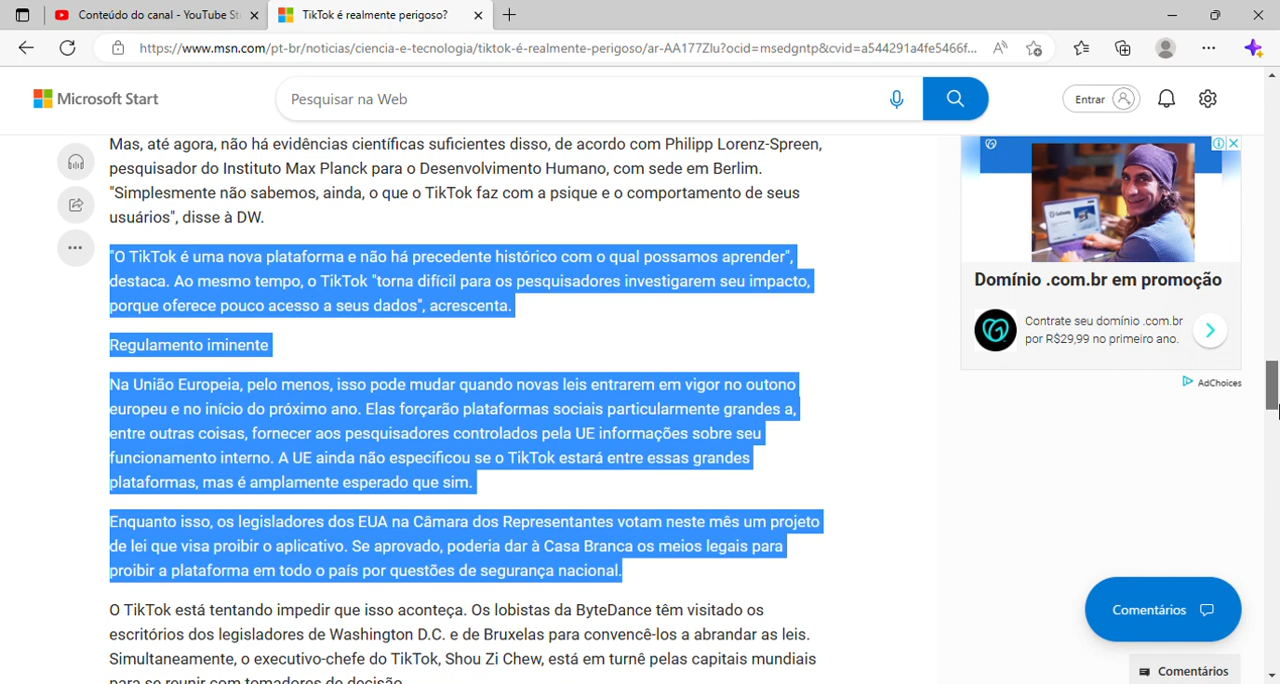 Conteúdo do canal - YouTube St
TikTok é realmente perigoso?
https://www.msn.com/pt-br/noticias/ciencia-e-tecnologia/tiktok-é-realmente-perigoso/ar-AA177Zlu?ocid=msedgntp&cvid=a544291a4fe5466f...
Microsoft Start
Pesquisar na Web
Entrar
Mas, até agora, não há evidências científicas suficientes disso, de acordo com Philipp Lorenz-Spreen,
pesquisador do Instituto Max Planck para o Desenvolvimento Humano, com sede em Berlim.
"Simplesmente não sabemos, ainda, o que o TikTok faz com a psique e o comportamento de seus
usuários", disse à DW.
"O TikTok é uma nova plataforma e não há precedente histórico com o qual possamos aprender",
destaca. Ao mesmo tempo, o TikTok "torna difícil para os pesquisadores investigarem seu impacto,
porque oferece pouco acesso a seus dados", acrescenta.
Regulamento iminente
Na União Europeia, pelo menos, isso pode mudar quando novas leis entrarem em vigor no outono
europeu e no início do próximo ano. Elas forçarão plataformas sociais particularmente grandes a,
entre outras coisas, fornecer aos pesquisadores controlados pela UE informações sobre seu
funcionamento interno. A UE ainda não especificou se o TikTok estará entre essas grandes
plataformas, mas é amplamente esperado que sim.
Enquanto isso, os legisladores dos EUA na Câmara dos Representantes votam neste mês um projeto
de lei que visa proibir o aplicativo. Se aprovado, poderia dar à Casa Branca os meios legais para
proibir a plataforma em todo o país por questões de segurança nacional.
O TikTok está tentando impedir que isso aconteça. Os lobistas da ByteDance têm visitado os
escritórios dos legisladores de Washington D.C. e de Bruxelas para convencê-los a abrandar as leis.
Simultaneamente, o executivo-chefe do TikTok, Shou Zi Chew, está em turnê pelas capitais mundiais
para se reunir com tomadores de decisão.
Domínio .com.br em promoção
Contrate seu domínio .com.br
por R$29,99 no primeiro ano.
AdChoices
Comentários
Comentários